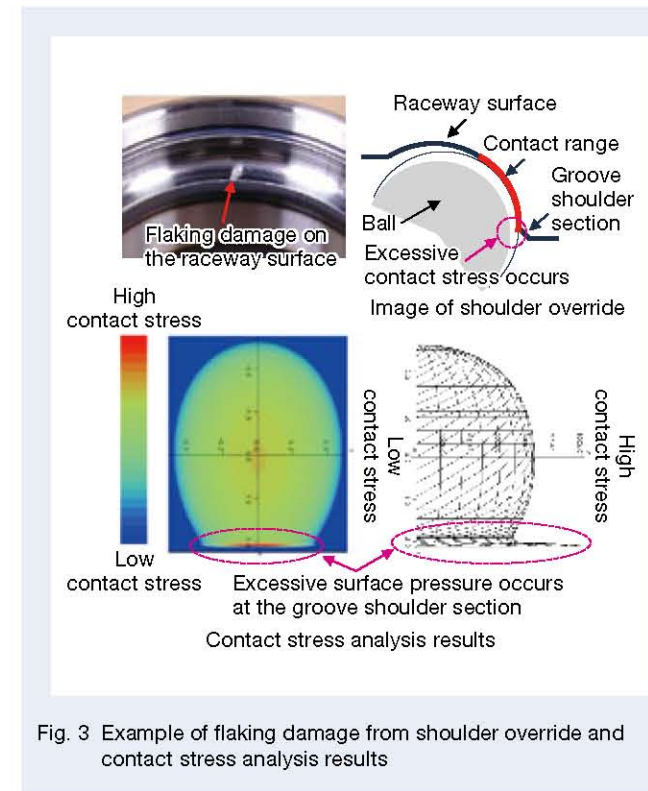 Raceway surface
Contact range
Groove
shoulder
section
Ball
Flaking damage on
the raceway surface
Excessive
contact stress occurs
Image of shoulder override
High
contact stress
Low
contact stress
Low
contact stress
High
contact stress
Excessive surface pressure occurs
at the groove shoulder section
Contact stress analysis results
Fig. 3 Example of flaking damage from shoulder override and
contact stress analysis results